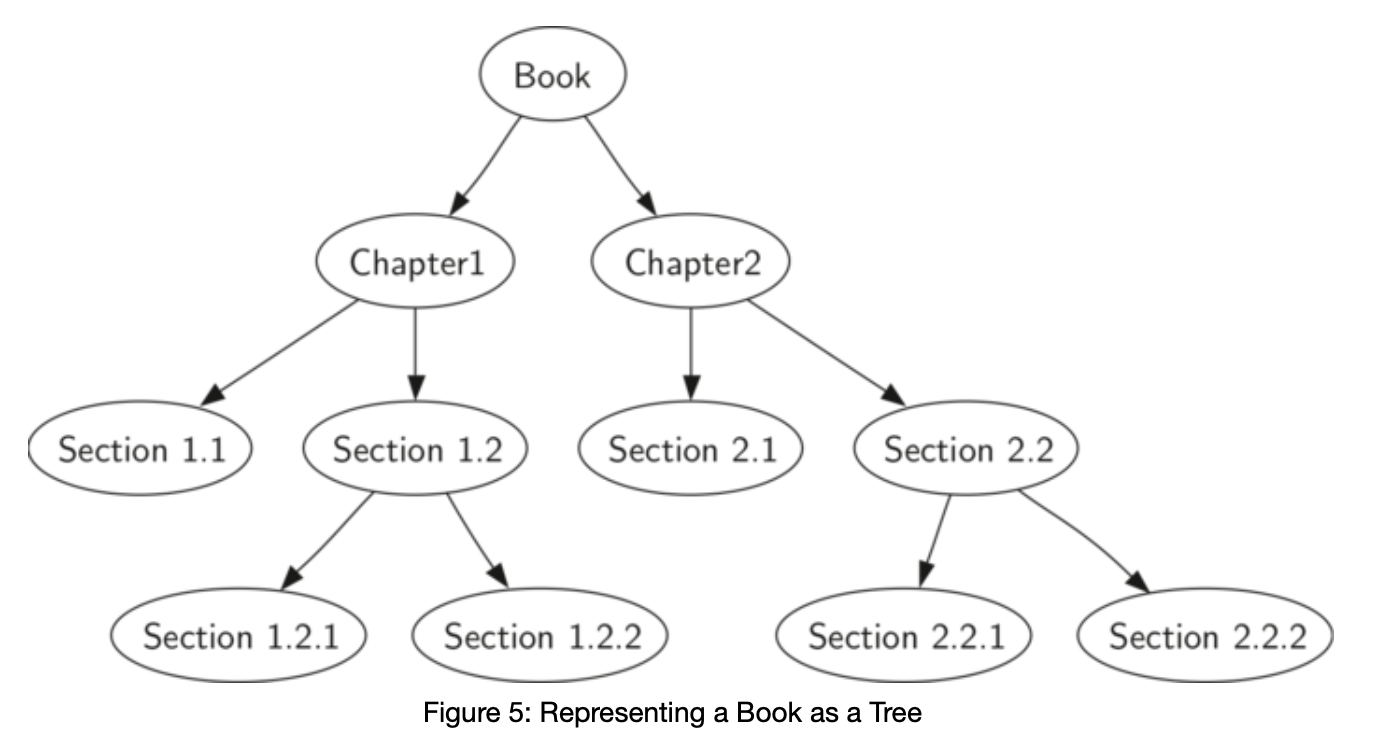 Book
Chapter1
Chapter2
Section 1.1
Section 1.2
Section 2.1
Section 2.2
Section 1.2.1
Section 1.2.2
Section 2.2.1
Section 2.2.2
Figure 5: Representing a Book as a Tree